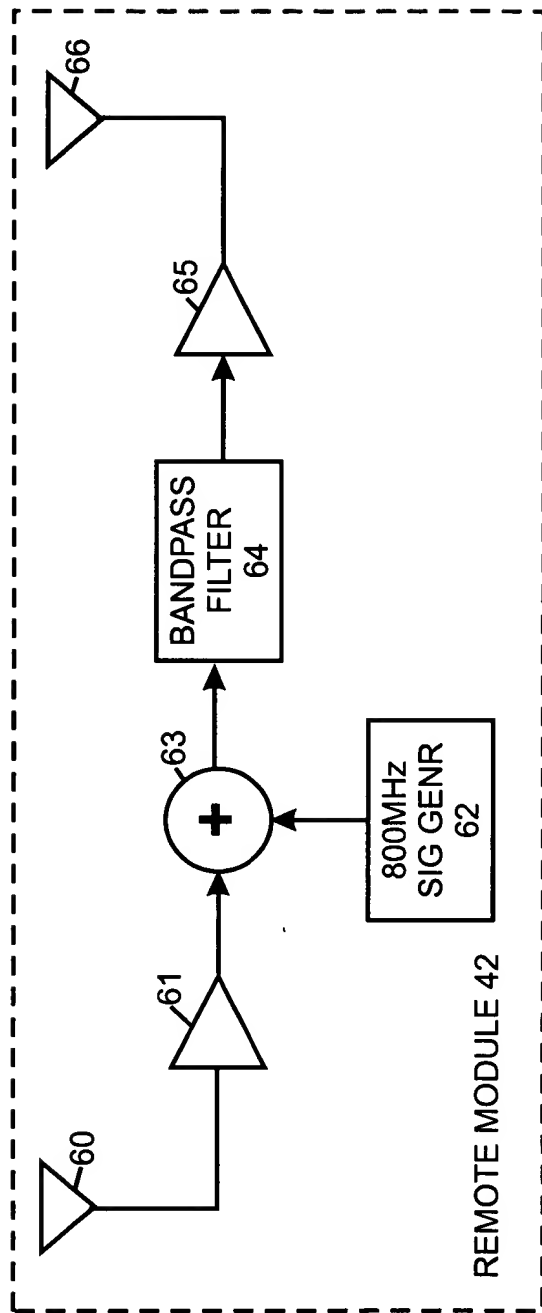 60
61
63
+
800MHz
SIG GENR
62
BANDPASS
FILTER
64
65
66
REMOTE MODULE 42